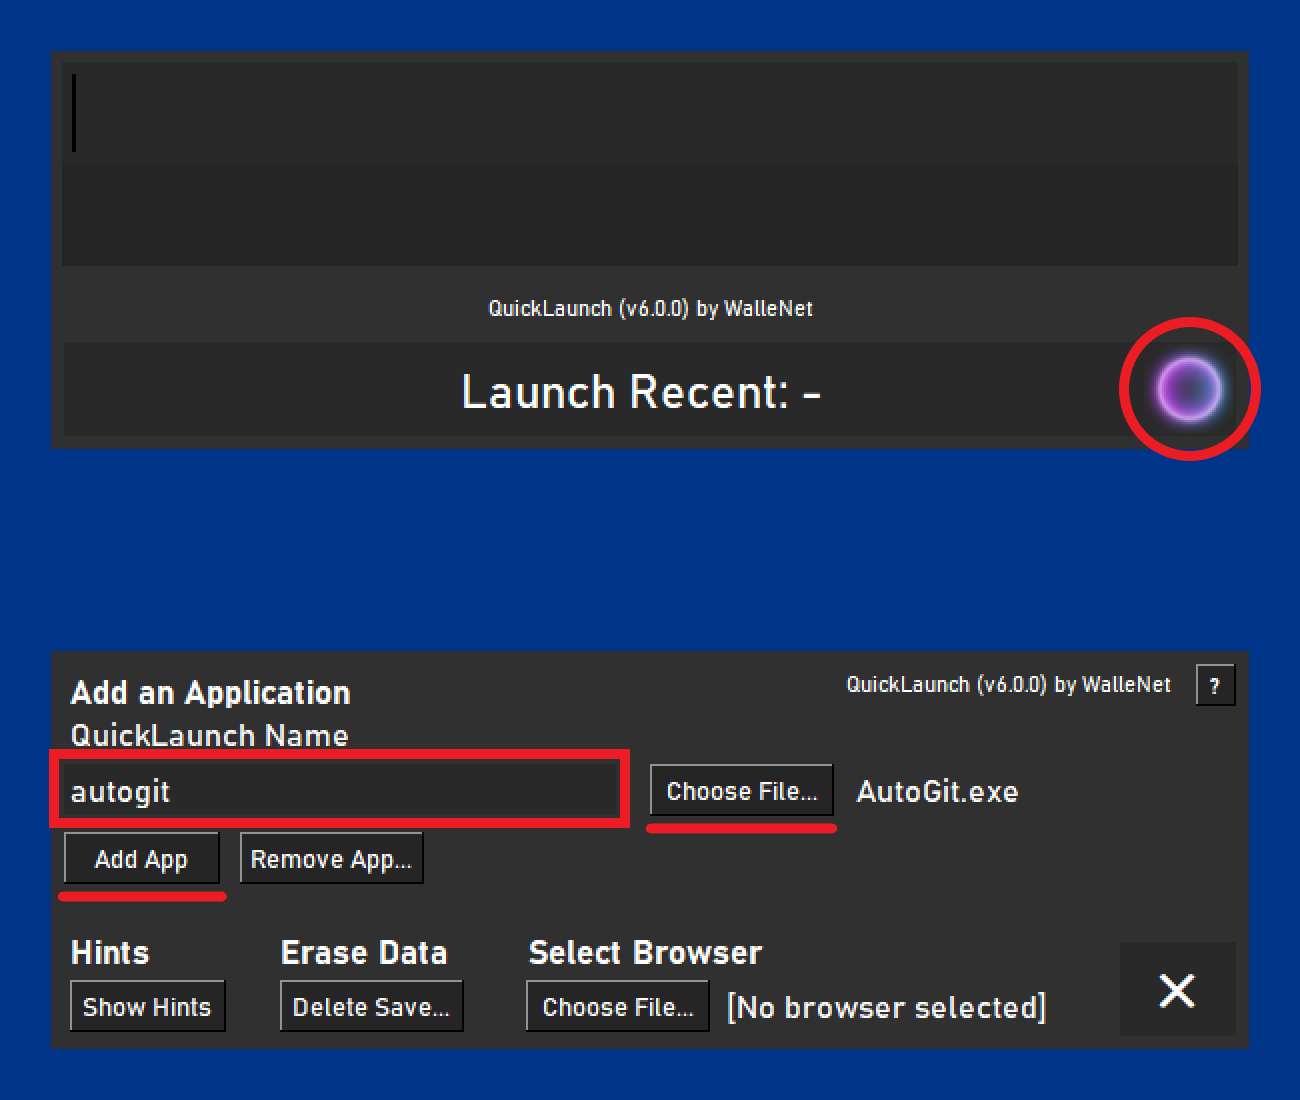 QuickLaunch (v6.0.0) by WalleNet
Launch Recent: -
Add an Application
QuickLaunch (v6.0.0) by WalleNet
?
QuickLaunch Name
autogit
Choose File...
AutoGit.exe
Add App
Remove App...
Hints
Erase Data
Select Browser
Show Hints
Delete Save...
Choose File...
[No browser selected]